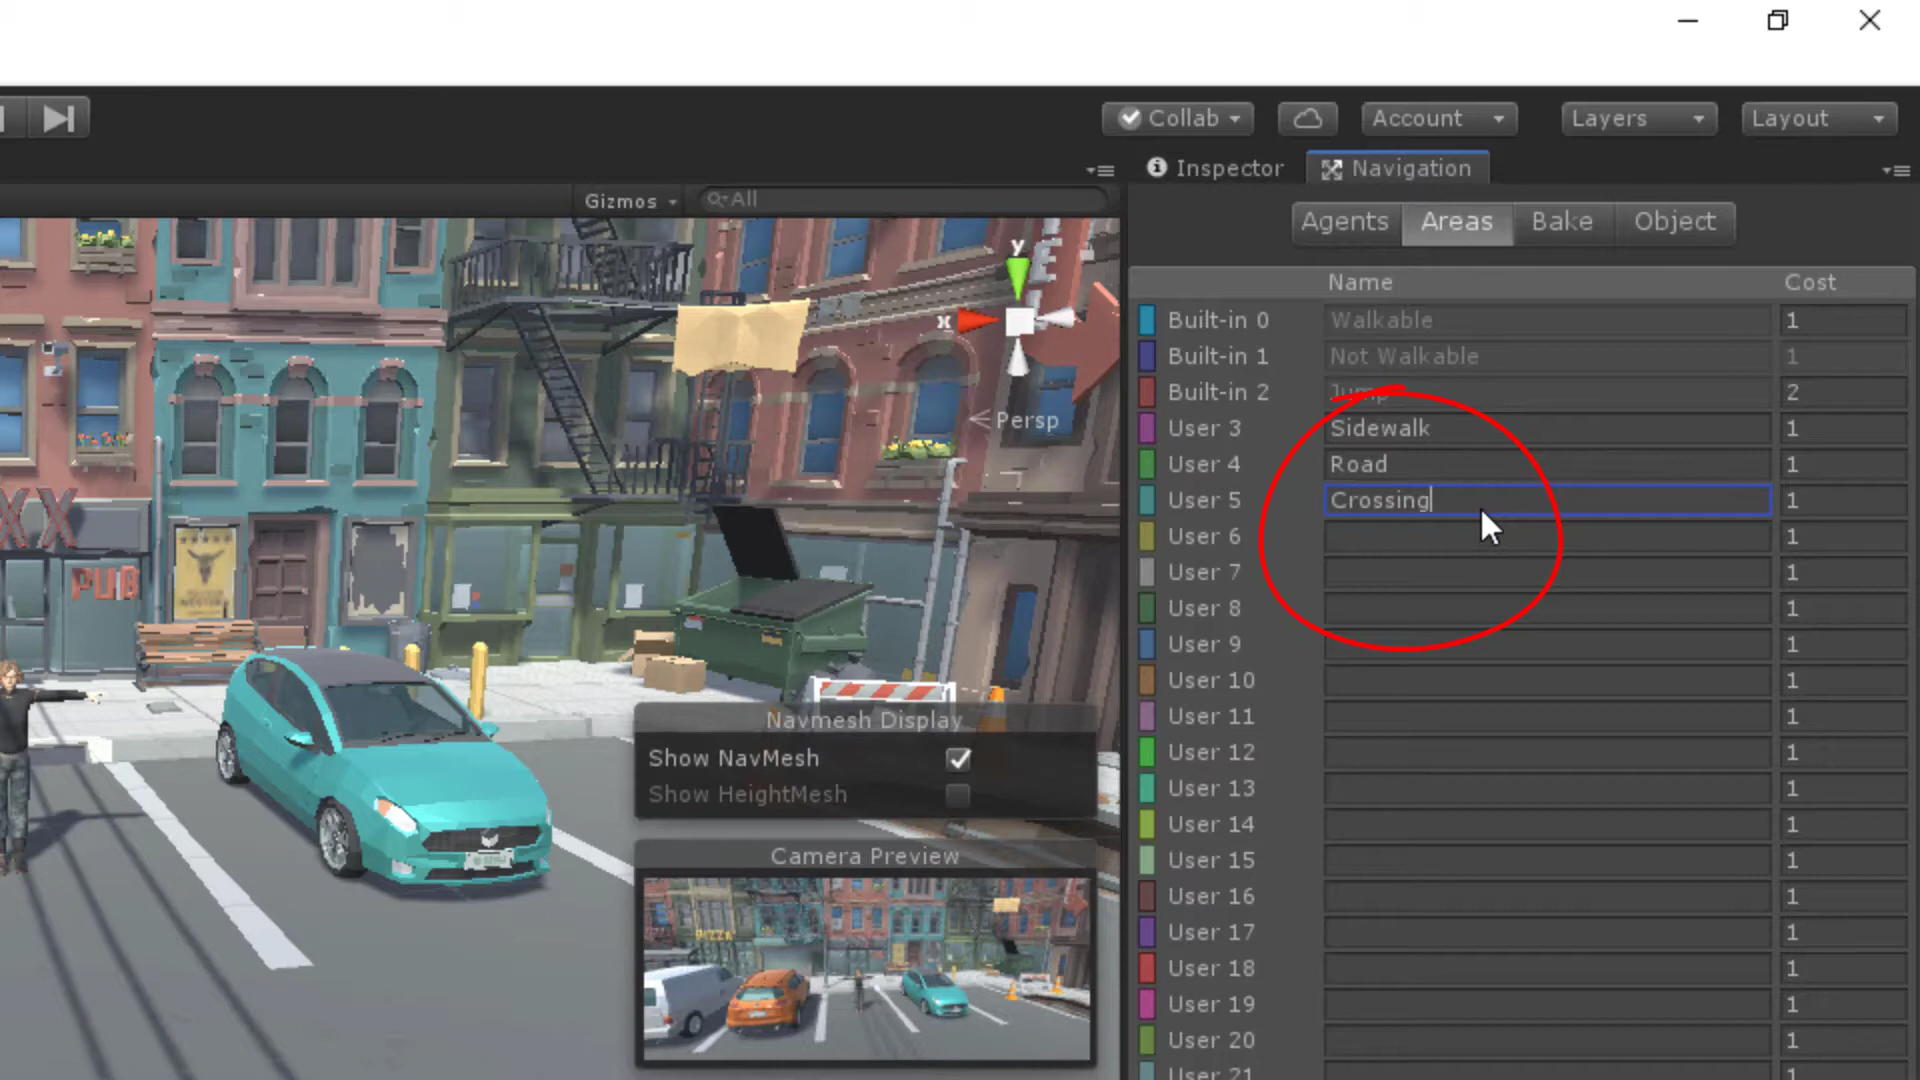 Collab
Account
Layers
Layout
Inspector
Navigation
Gizmos
All
Agents
Areas
Bake
Object
Name
Cost
Built-in 0
Walkable
1
Built-in 1
Not Walkable
1
Built-in 2
Jump
2
User 3
Sidewalk
1
User 4
Road
1
User 5
Crossing
1
User 6
1
User 7
1
User 8
1
User 9
1
User 10
1
User 11
1
User 12
1
User 13
1
User 14
1
User 15
1
User 16
1
User 17
1
User 18
1
User 19
1
User 20
1
User 21
y
x
Persp
XX
PUB
Navmesh Display
Show NavMesh
Show HeightMesh
Camera Preview
PIZZA